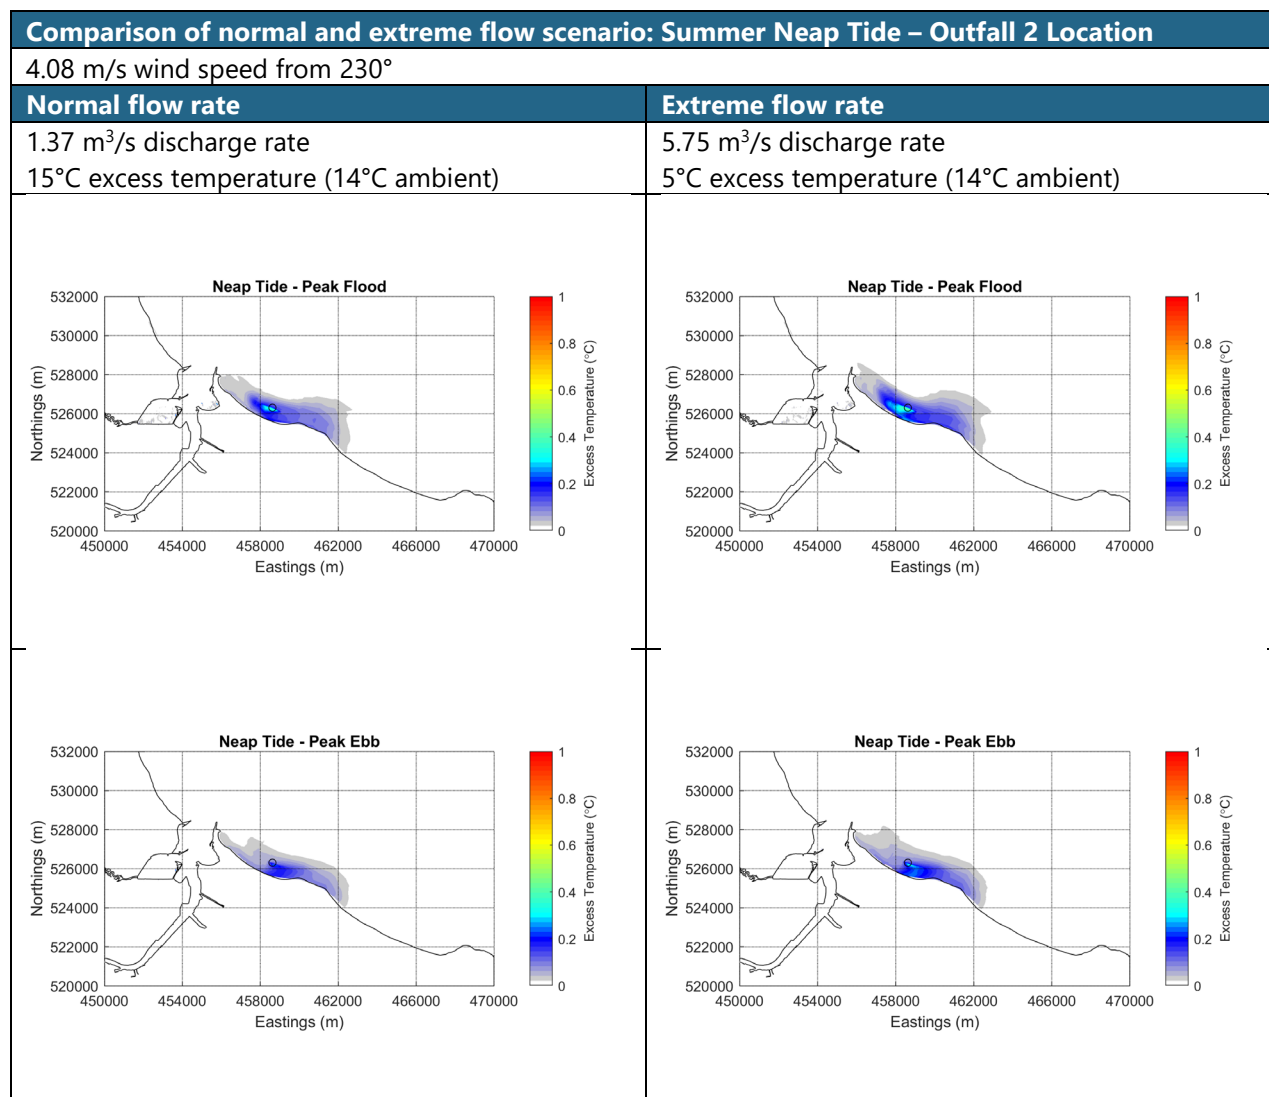 Comparison of normal and extreme flow scenario: Summer Neap Tide – Outfall 2 Location
4.08 m/s wind speed from 230°
Normal flow rate
Extreme flow rate
1.37 m³/s discharge rate
15°C excess temperature (14°C ambient)
5.75 m³/s discharge rate
5°C excess temperature (14°C ambient)
Neap Tide - Peak Flood
532000
530000
528000
526000
524000
522000
520000
Northings (m)
450000 454000 458000 462000 466000 470000
Eastings (m)
1
0.8
0.6
0.4
0.2
0
Excess Temperature (°C)
Neap Tide - Peak Flood
532000
530000
528000
526000
524000
522000
520000
Northings (m)
450000 454000 458000 462000 466000 470000
Eastings (m)
1
0.8
0.6
0.4
0.2
0
Excess Temperature (°C)
Neap Tide - Peak Ebb
532000
530000
528000
526000
524000
522000
520000
Northings (m)
450000 454000 458000 462000 466000 470000
Eastings (m)
1
0.8
0.6
0.4
0.2
0
Excess Temperature (°C)
Neap Tide - Peak Ebb
532000
530000
528000
526000
524000
522000
520000
Northings (m)
450000 454000 458000 462000 466000 470000
Eastings (m)
1
0.8
0.6
0.4
0.2
0
Excess Temperature (°C)